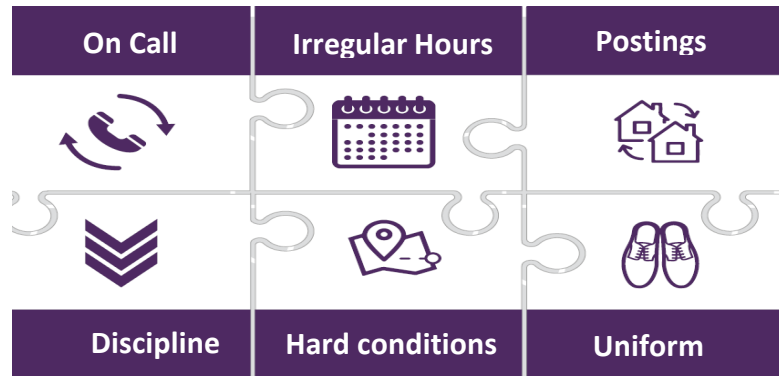 On Call
Irregular Hours
Postings
Discipline
Hard conditions
Uniform